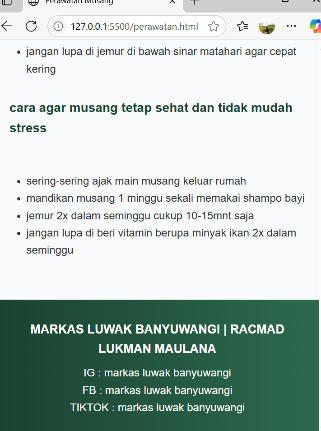 Perawatan Musang
127.0.0.1:5500/perawatan.html
jangan lupa di jemur di bawah sinar matahari agar cepat
kering
cara agar musang tetap sehat dan tidak mudah
stress
sering-sering ajak main musang keluar rumah
mandikan musang 1 minggu sekali memakai shampo bayi
jemur 2x dalam seminggu cukup 10-15mnt saja
jangan lupa di beri vitamin berupa minyak ikan 2x dalam
seminggu
MARKAS LUWAK BANYUWANGI | RACMAD
LUKMAN MAULANA
IG : markas luwak banyuwangi
FB : markas luwak banyuwangi
TIKTOK : markas luwak banyuwangi